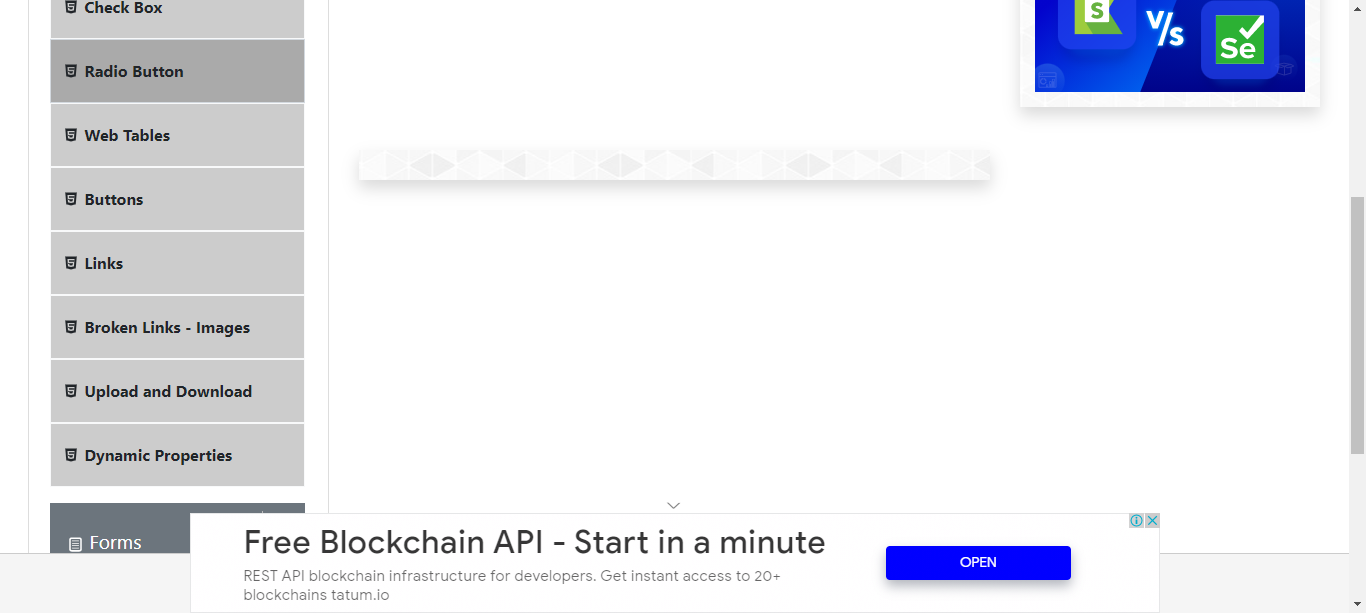 Check Box
Radio Button
Web Tables
Buttons
Links
Broken Links - Images
Upload and Download
Dynamic Properties
Forms
S
V/s
Se
Free Blockchain API - Start in a minute
REST API blockchain infrastructure for developers. Get instant access to 20+
blockchains tatum.io
OPEN